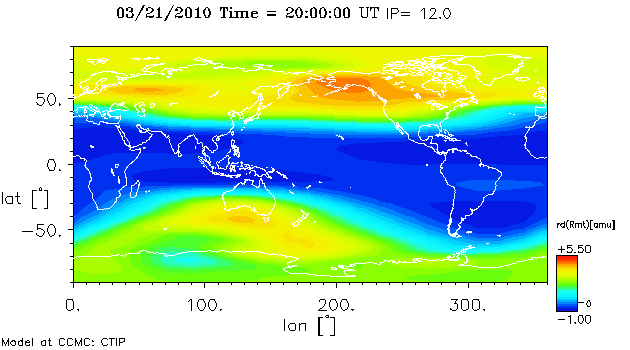 03/21/2010 Time = 20:00:00 UT IP= 12.0
50.
0.
lat [°]
-50.
rd(Rmt)[amu]
+5.50
0
-1.00
0. 100. 200. 300.
lon [°]
Model at CCMC: CTIP